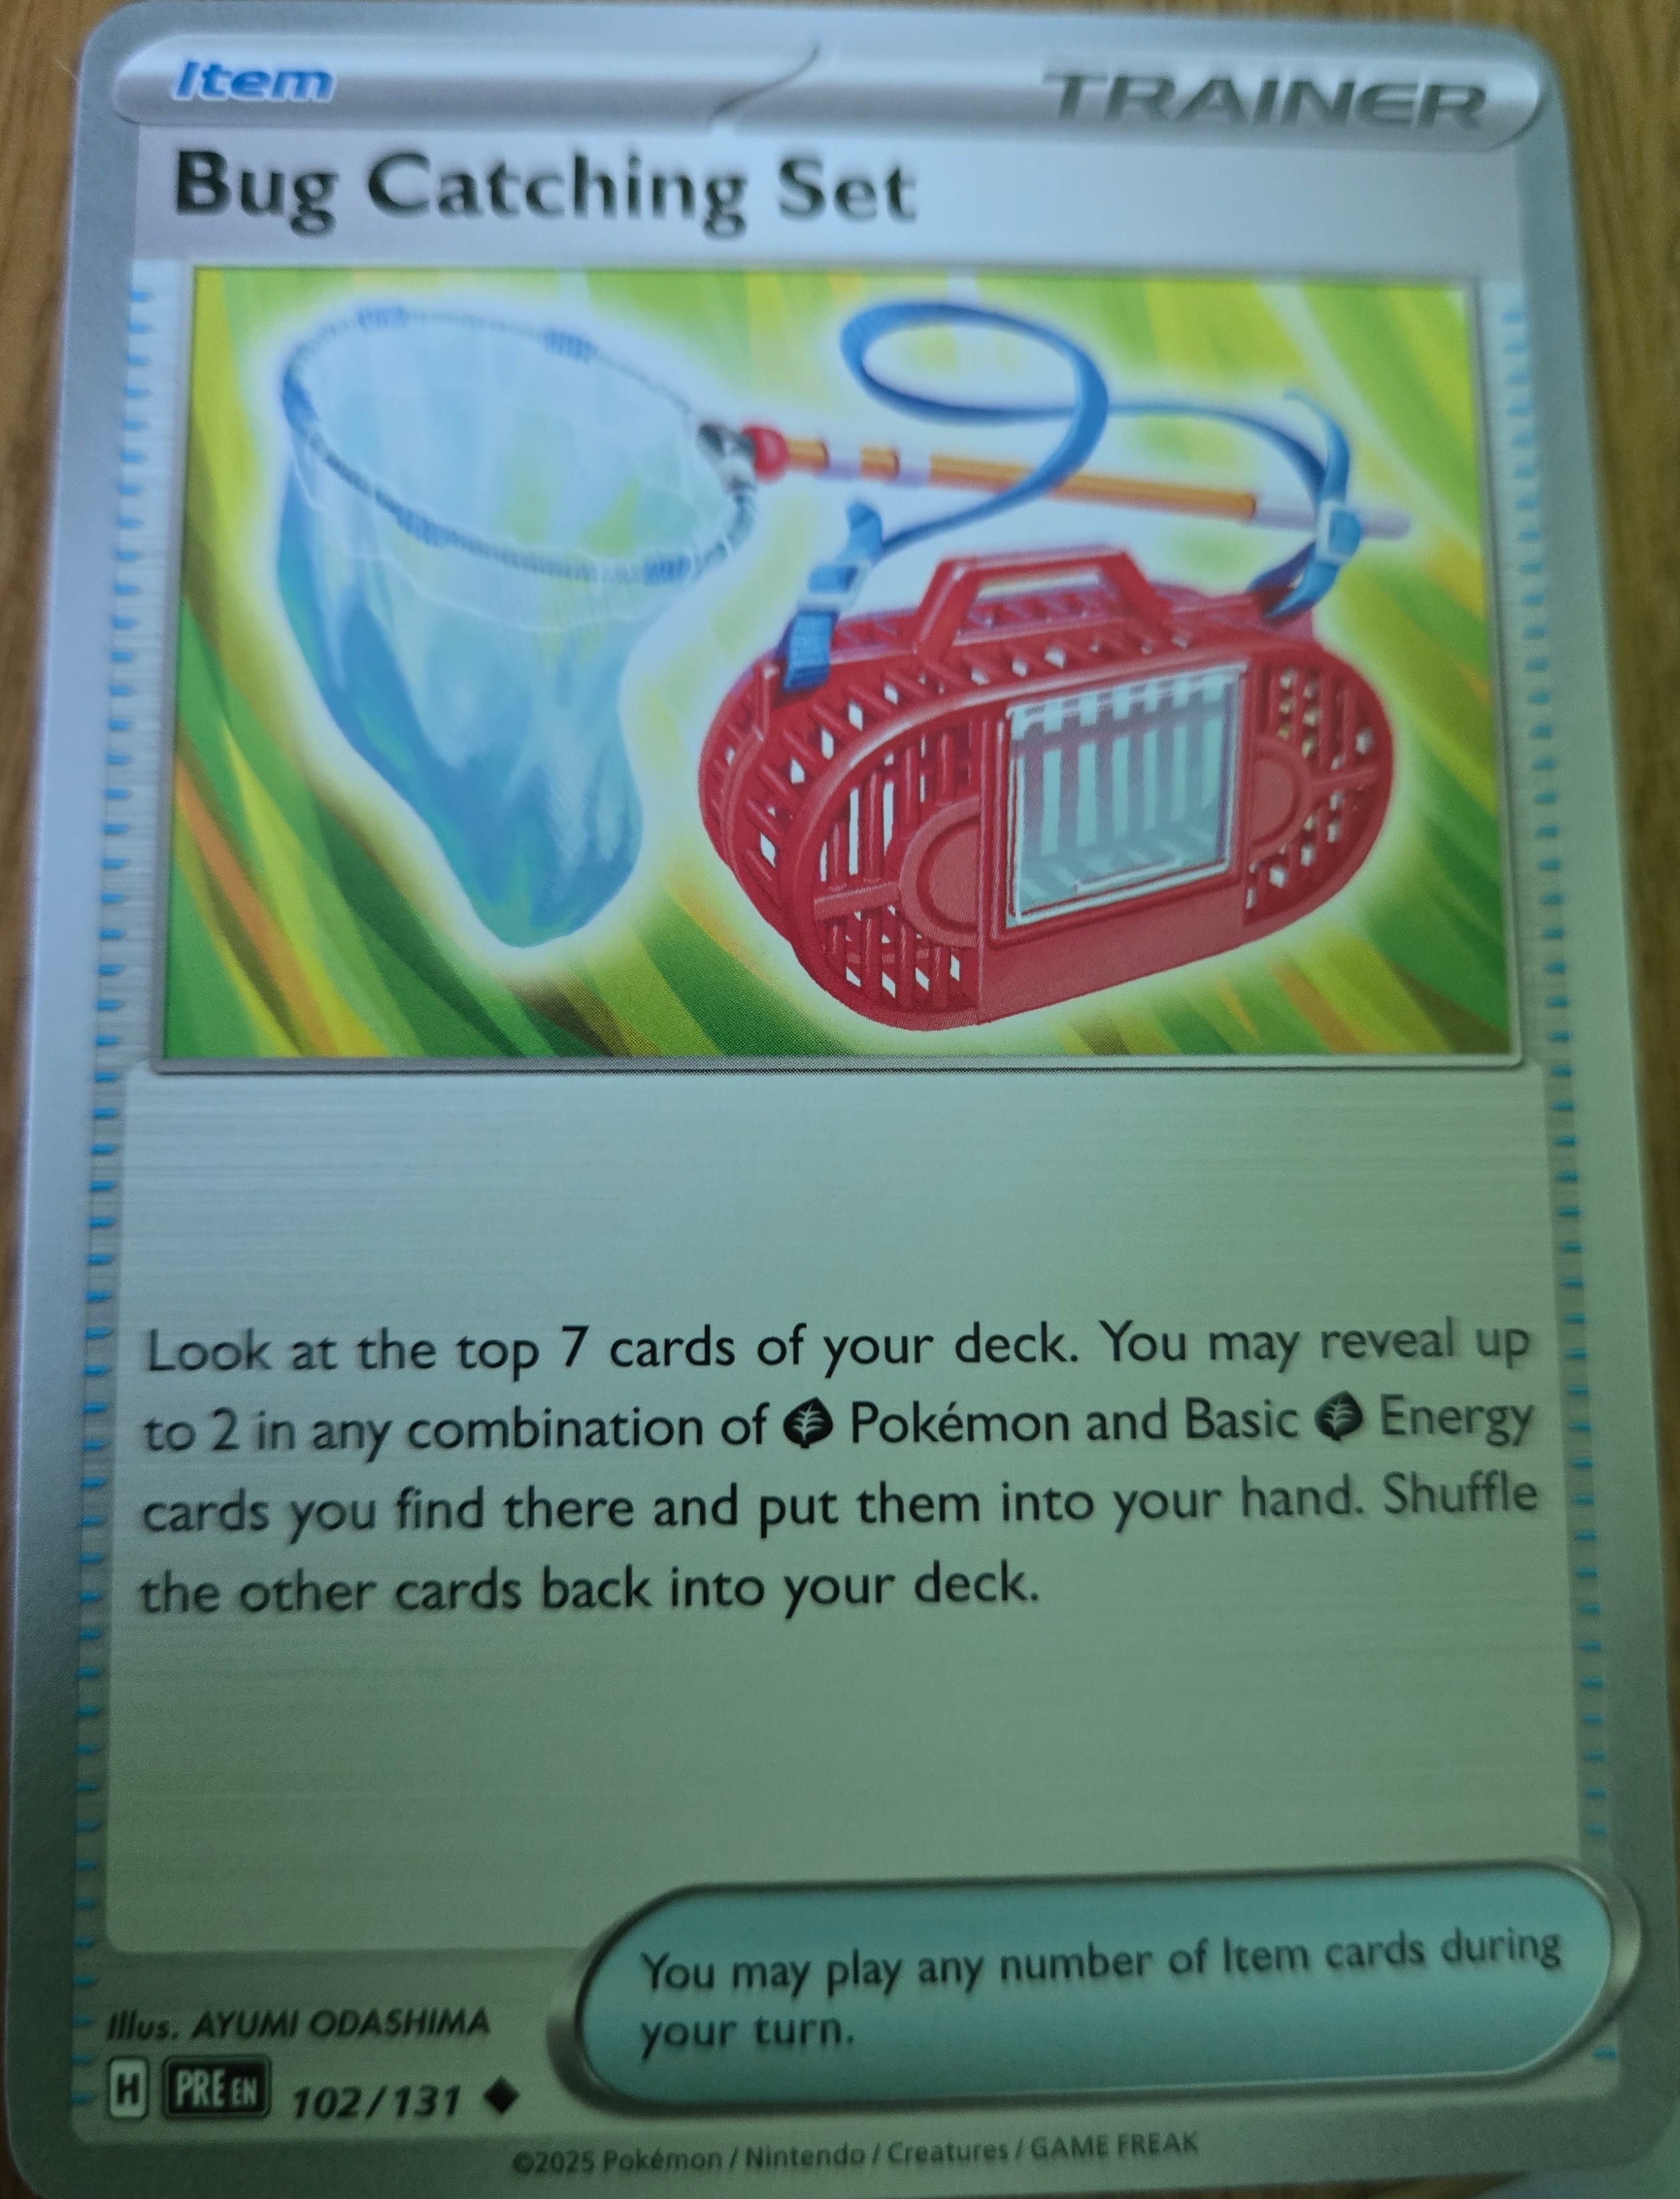 Item TRAINER
Bug Catching Set
Look at the top 7 cards of your deck. You may reveal up
to 2 in any combination of Pokémon and Basic Energy
cards you find there and put them into your hand. Shuffle
the other cards back into your deck.
You may play any number of Item cards during
your turn.
Illus. AYUMI ODASHIMA
H PRE EN 102/131
©2025 Pokémon / Nintendo / Creatures / GAME FREAK